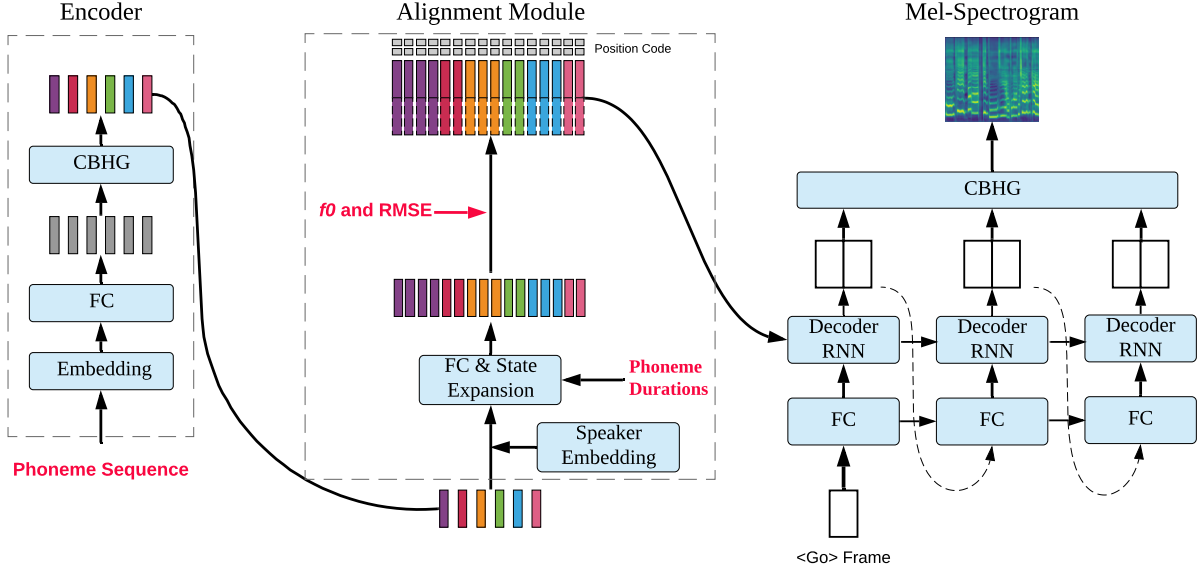 Encoder
CBHG
FC
Embedding
Phoneme Sequence
Alignment Module
Position Code
f0 and RMSE
FC & State
Expansion
Phoneme
Durations
Speaker
Embedding
Mel-Spectrogram
CBHG
Decoder
RNN
Decoder
RNN
Decoder
RNN
FC
FC
FC
<Go> Frame